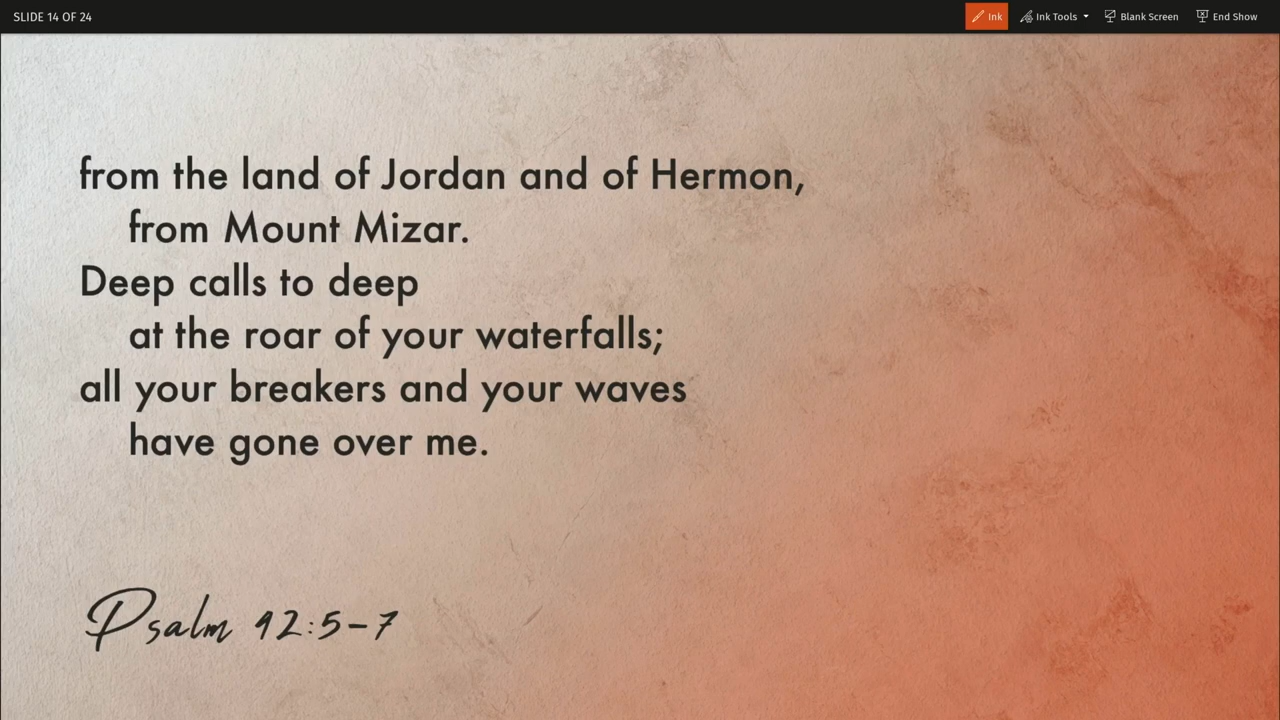 SLIDE 14 OF 24
Ink
Ink Tools
Blank Screen
End Show
from the land of Jordan and of Hermon,
from Mount Mizar.
Deep calls to deep
at the roar of your waterfalls;
all your breakers and your waves
have gone over me.
Psalm 42:5–7